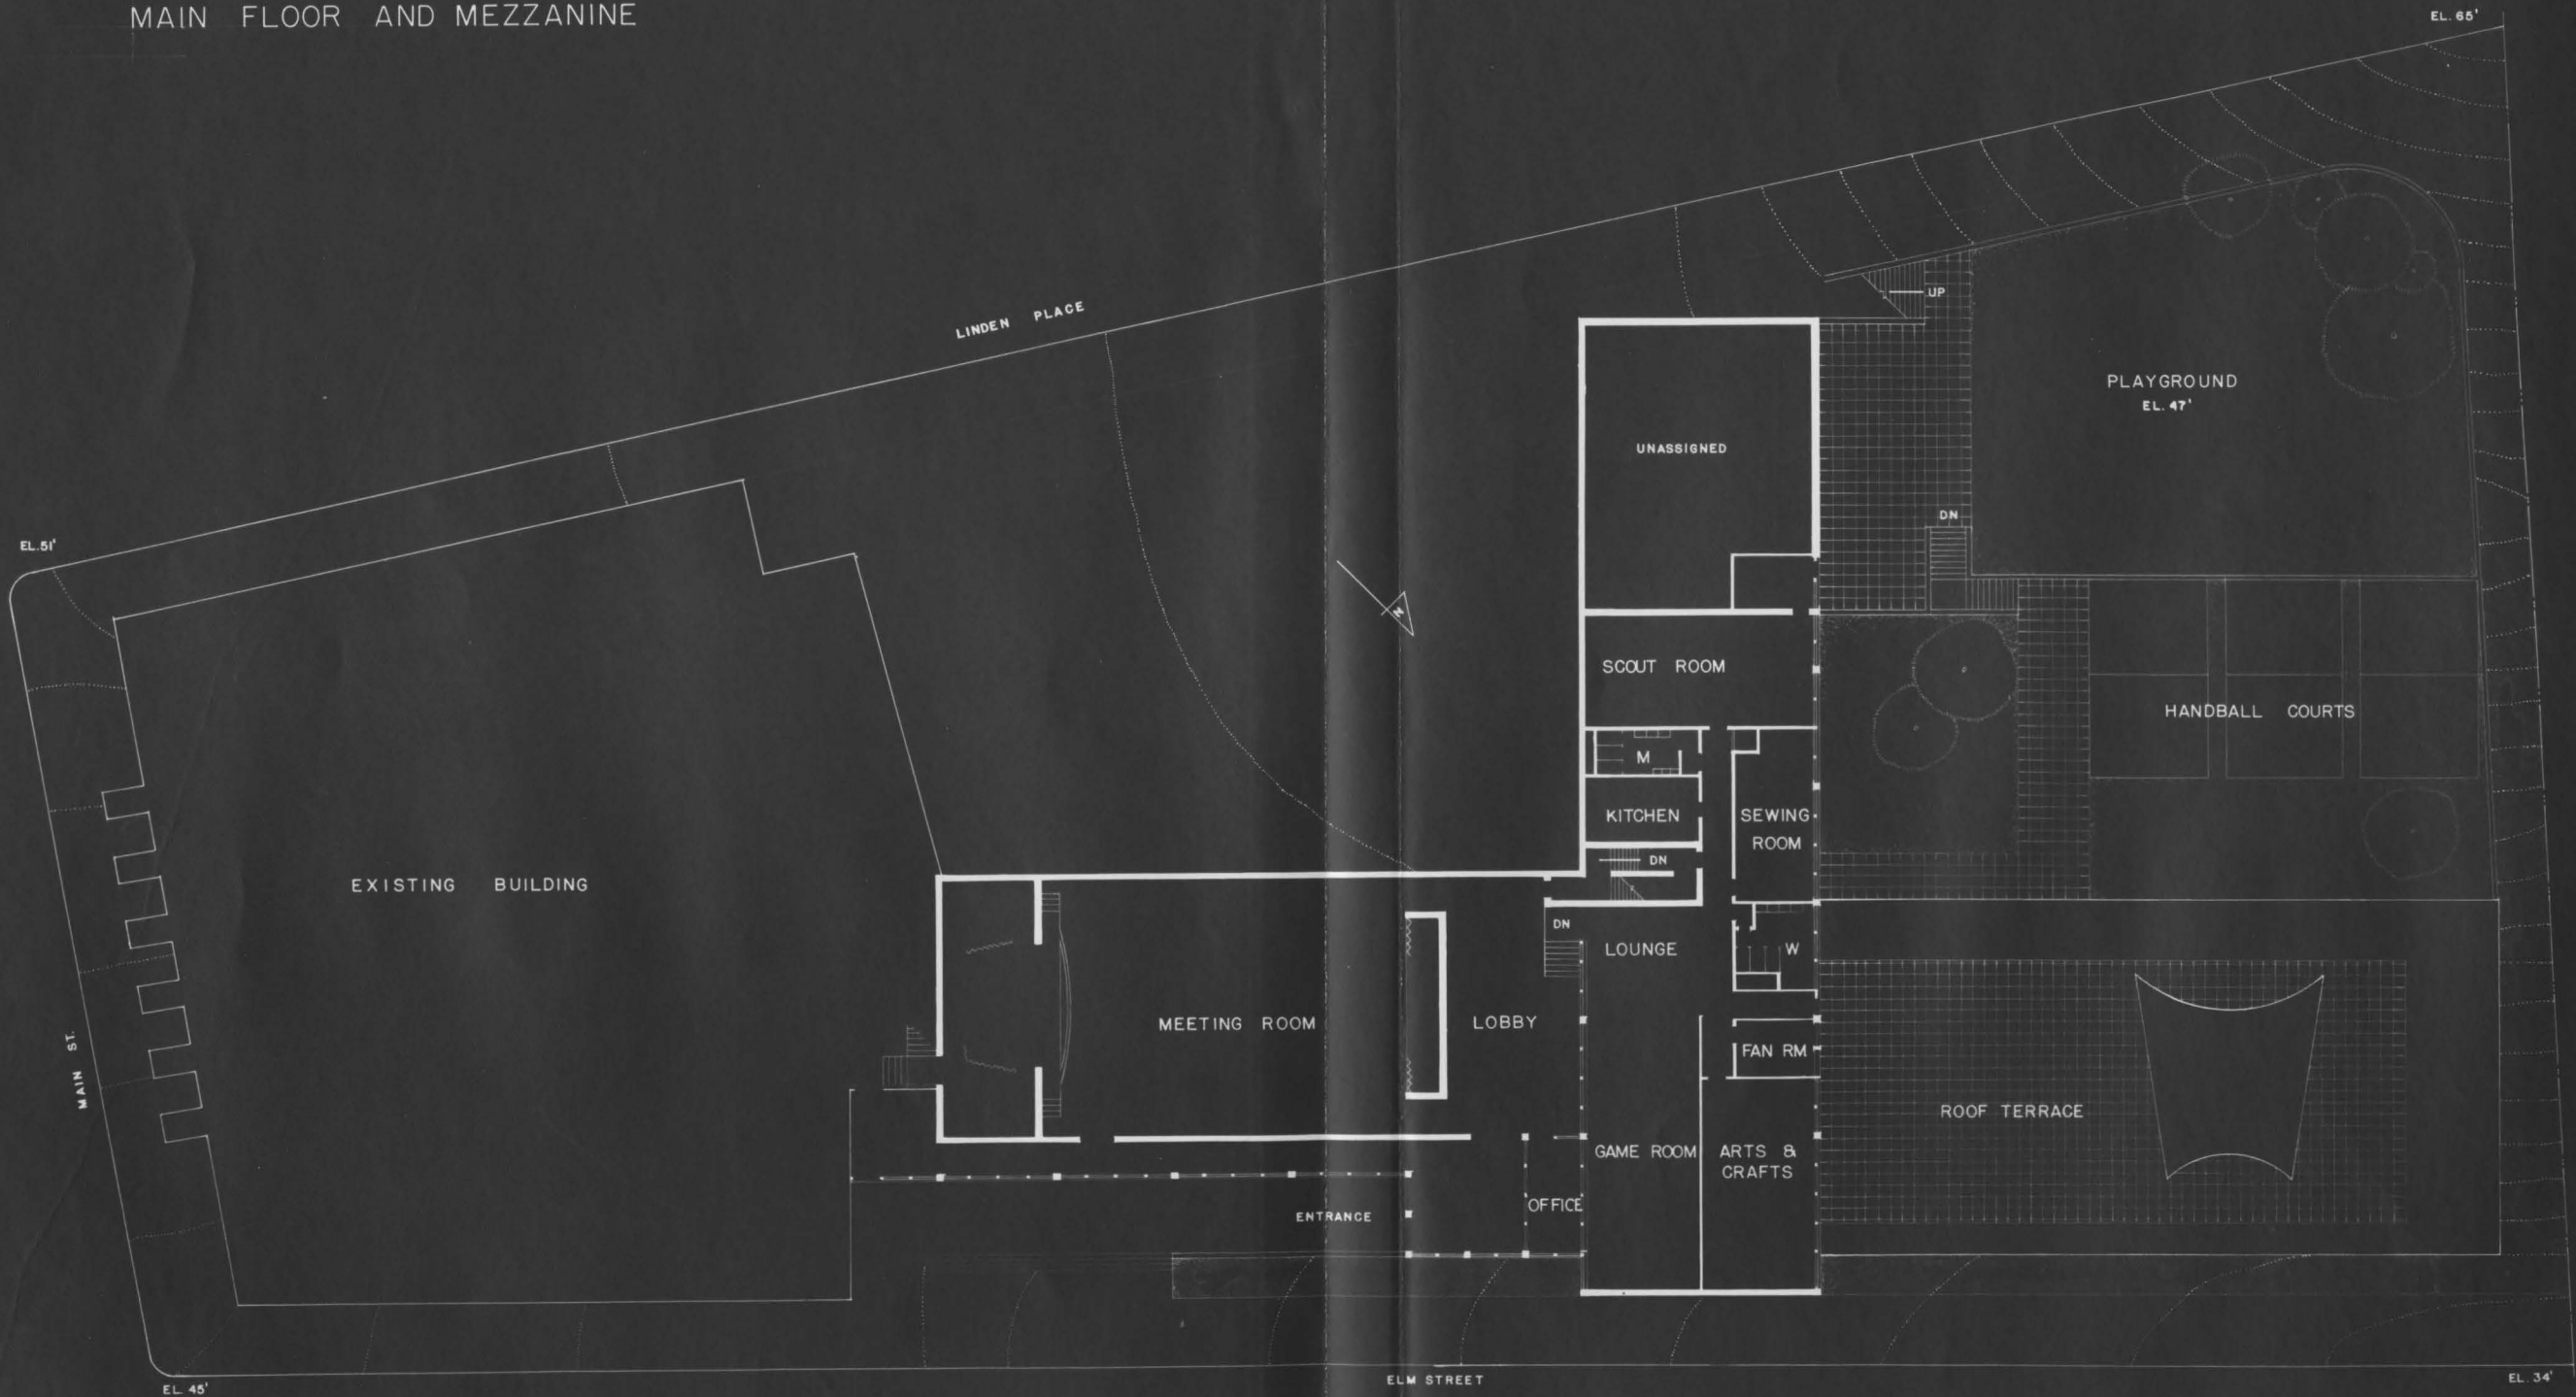 MAIN FLOOR AND MEZZANINE
EL. 65'
LINDEN PLACE
UP
PLAYGROUND
EL. 47'
UNASSIGNED
DN
EL. 51'
N
SCOUT ROOM
HANDBALL COURTS
M
KITCHEN
SEWING
ROOM
DN
EXISTING BUILDING
DN
LOUNGE
W
MEETING ROOM
LOBBY
FAN RM
MAIN ST.
ROOF TERRACE
GAME ROOM
ARTS &
CRAFTS
OFFICE
ENTRANCE
ELM STREET
EL. 34'
EL. 45'